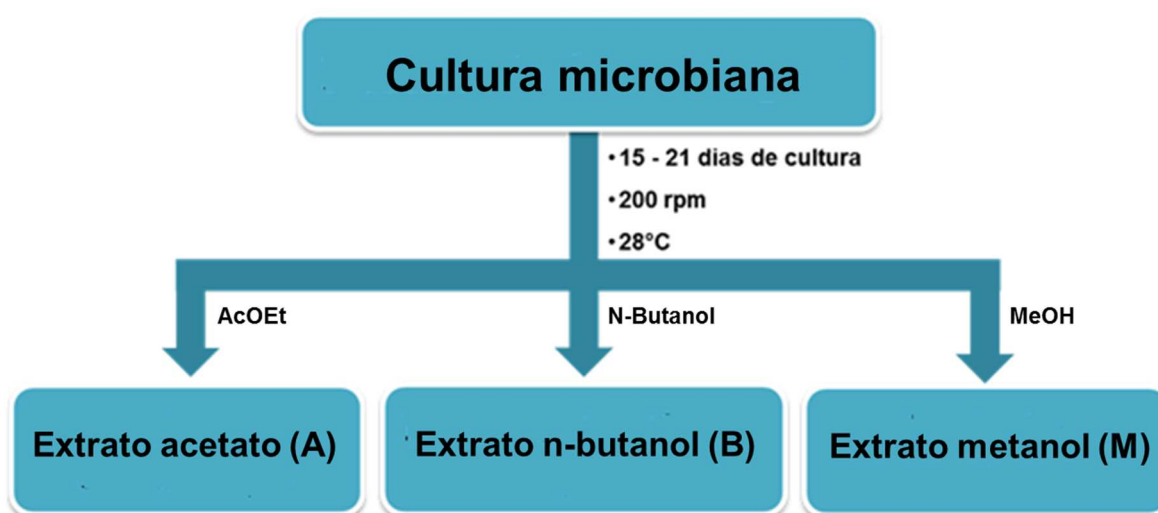 Cultura microbiana
• 15 - 21 dias de cultura
• 200 rpm
• 28°C
AcOEt
N-Butanol
MeOH
Extrato acetato (A)
Extrato n-butanol (B)
Extrato metanol (M)